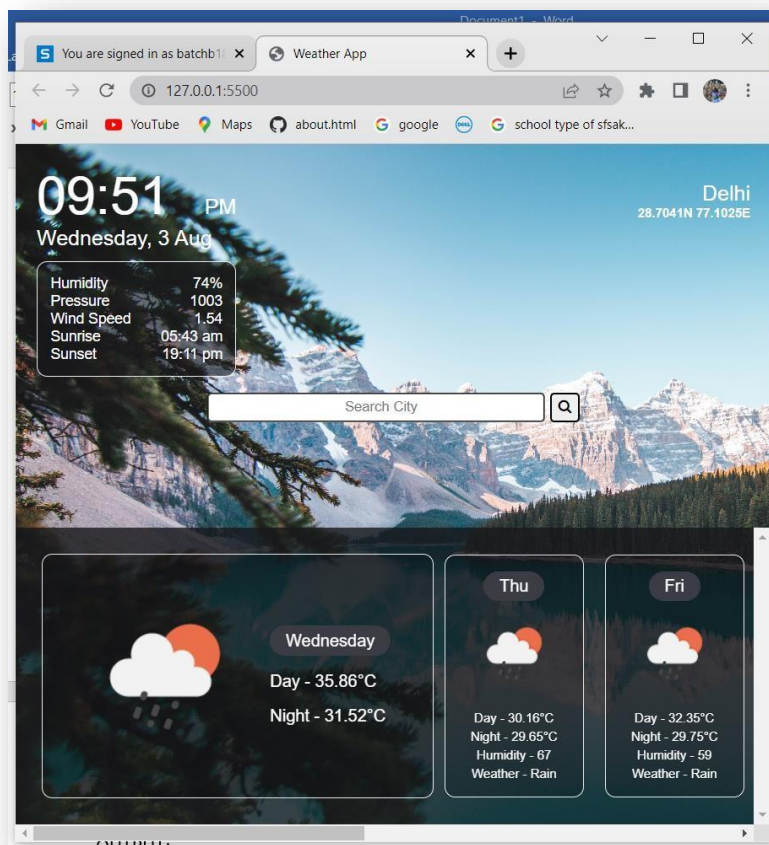 Document1 - Word
You are signed in as batchb1
Weather App
127.0.0.1:5500
Gmail YouTube Maps about.html google DELL school type of sfsak...
09:51 PM
Wednesday, 3 Aug
Delhi
28.7041N 77.1025E
Humidity 74%
Pressure 1003
Wind Speed 1.54
Sunrise 05:43 am
Sunset 19:11 pm
Search City
Wednesday
Day - 35.86°C
Night - 31.52°C
Thu
Day - 30.16°C
Night - 29.65°C
Humidity - 67
Weather - Rain
Fri
Day - 32.35°C
Night - 29.75°C
Humidity - 59
Weather - Rain